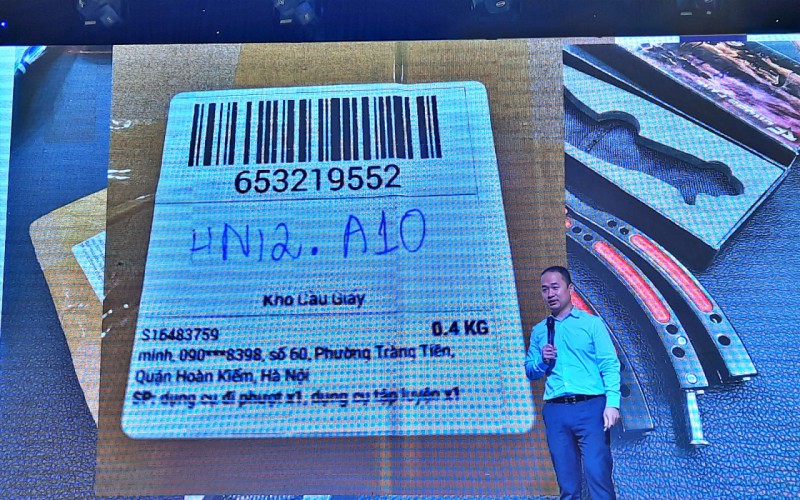 653219552
HN12. A10
Kho Cầu Giấy
S16483759
0.4 KG
minh, 090***8398, số 60, Phường Tràng Tiền,
Quận Hoàn Kiếm, Hà Nội
SP: dụng cụ đi phượt x1, dụng cụ tập luyện x1